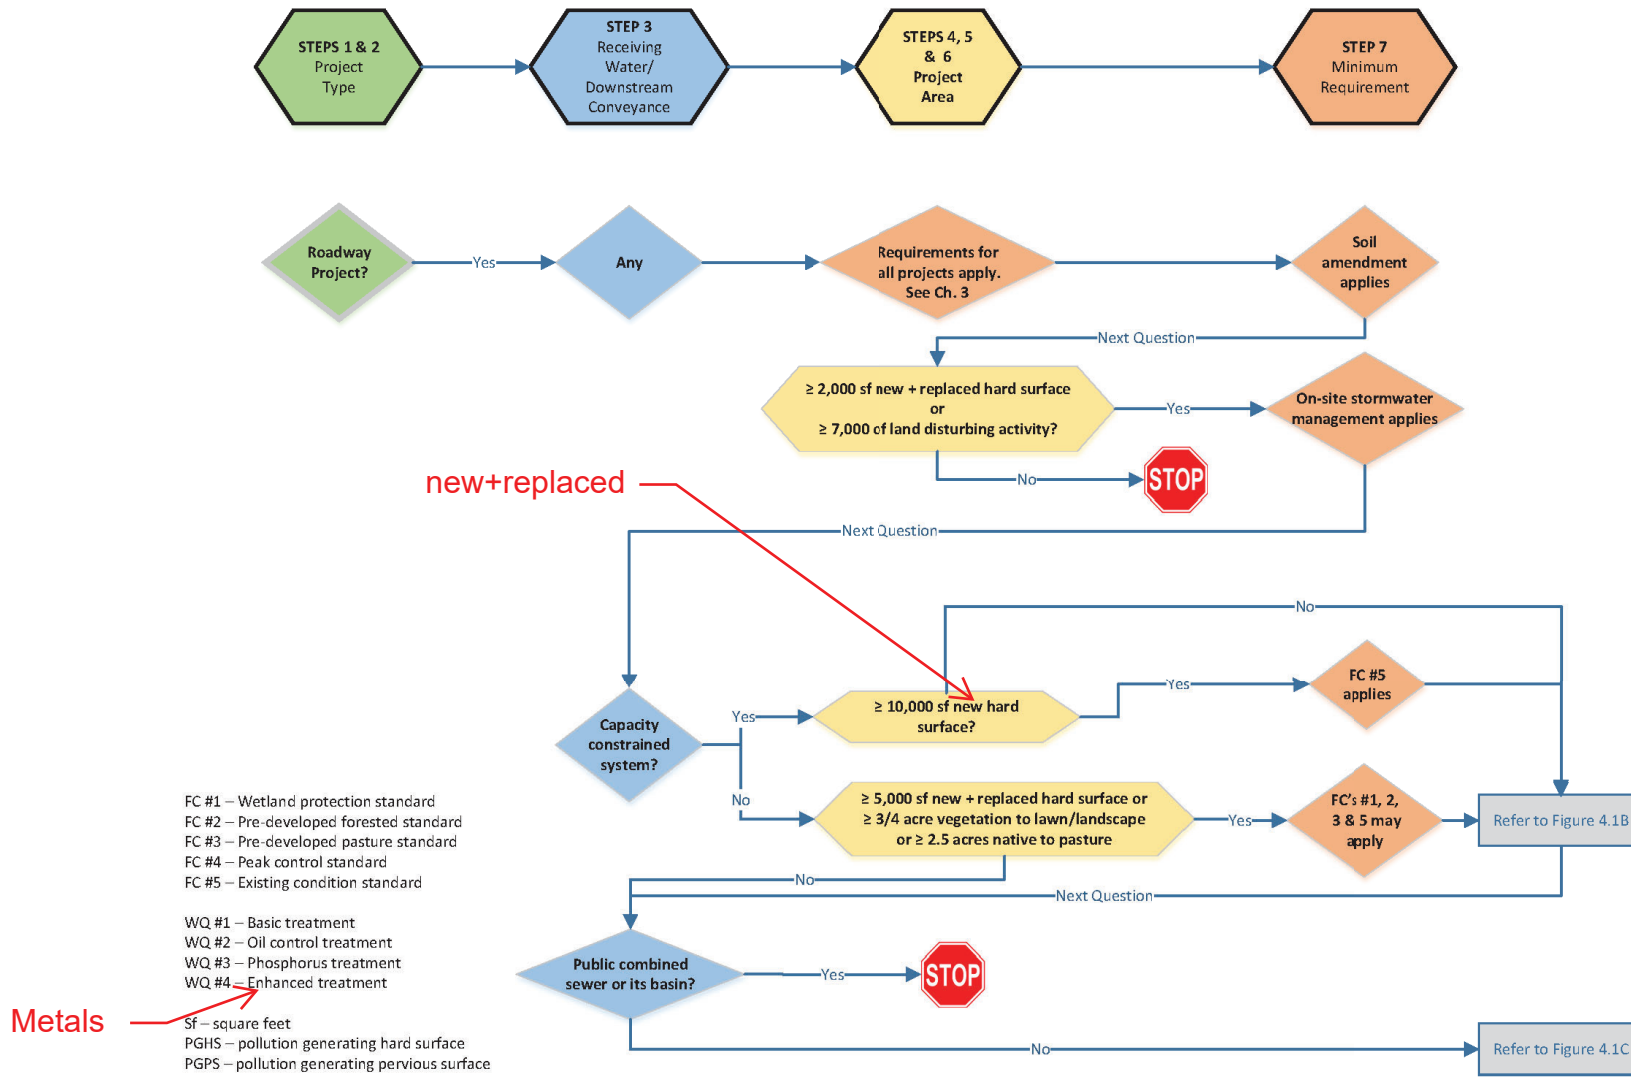 STEPS 1 & 2
Project
Type
STEP 3
Receiving
Water/
Downstream
Conveyance
STEPS 4, 5
& 6
Project
Area
STEP 7
Minimum
Requirement
Roadway
Project?
Yes
Any
Requirements for
all projects apply.
See Ch. 3
Soil
amendment
applies
Next Question
≥ 2,000 sf new + replaced hard surface
or
≥ 7,000 of land disturbing activity?
Yes
On-site stormwater
management applies
No
STOP
new+replaced
Next Question
No
Capacity
constrained
system?
Yes
≥ 10,000 sf new hard
surface?
Yes
FC #5
applies
No
≥ 5,000 sf new + replaced hard surface or
≥ 3/4 acre vegetation to lawn/landscape
or ≥ 2.5 acres native to pasture
Yes
FC's #1, 2,
3 & 5 may
apply
Refer to Figure 4.1B
No
Next Question
Public combined
sewer or its basin?
Yes
STOP
No
Refer to Figure 4.1C
FC #1 – Wetland protection standard
FC #2 – Pre-developed forested standard
FC #3 – Pre-developed pasture standard
FC #4 – Peak control standard
FC #5 – Existing condition standard
WQ #1 – Basic treatment
WQ #2 – Oil control treatment
WQ #3 – Phosphorus treatment
WQ #4 – Enhanced treatment
Metals
Sf – square feet
PGHS – pollution generating hard surface
PGPS – pollution generating pervious surface